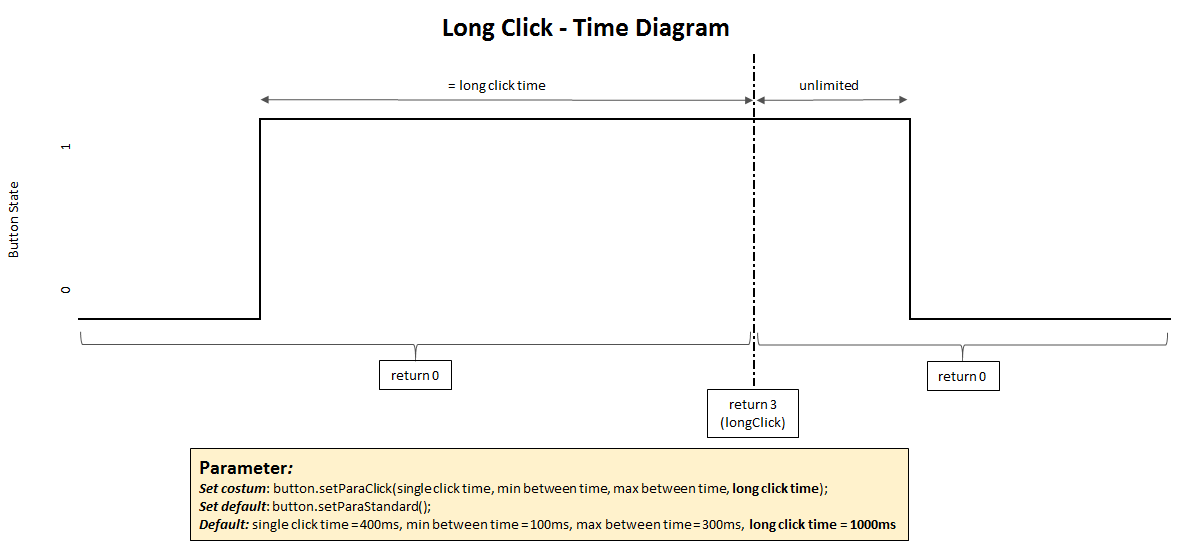 Long Click - Time Diagram
= long click time
unlimited
1
Button State
0
return 0
return 0
return 3
(longClick)
Parameter:
Set costum: button.setParaClick(single click time, min between time, max between time, long click time);
Set default: button.setParaStandard();
Default: single click time = 400ms, min between time = 100ms, max between time = 300ms, long click time = 1000ms